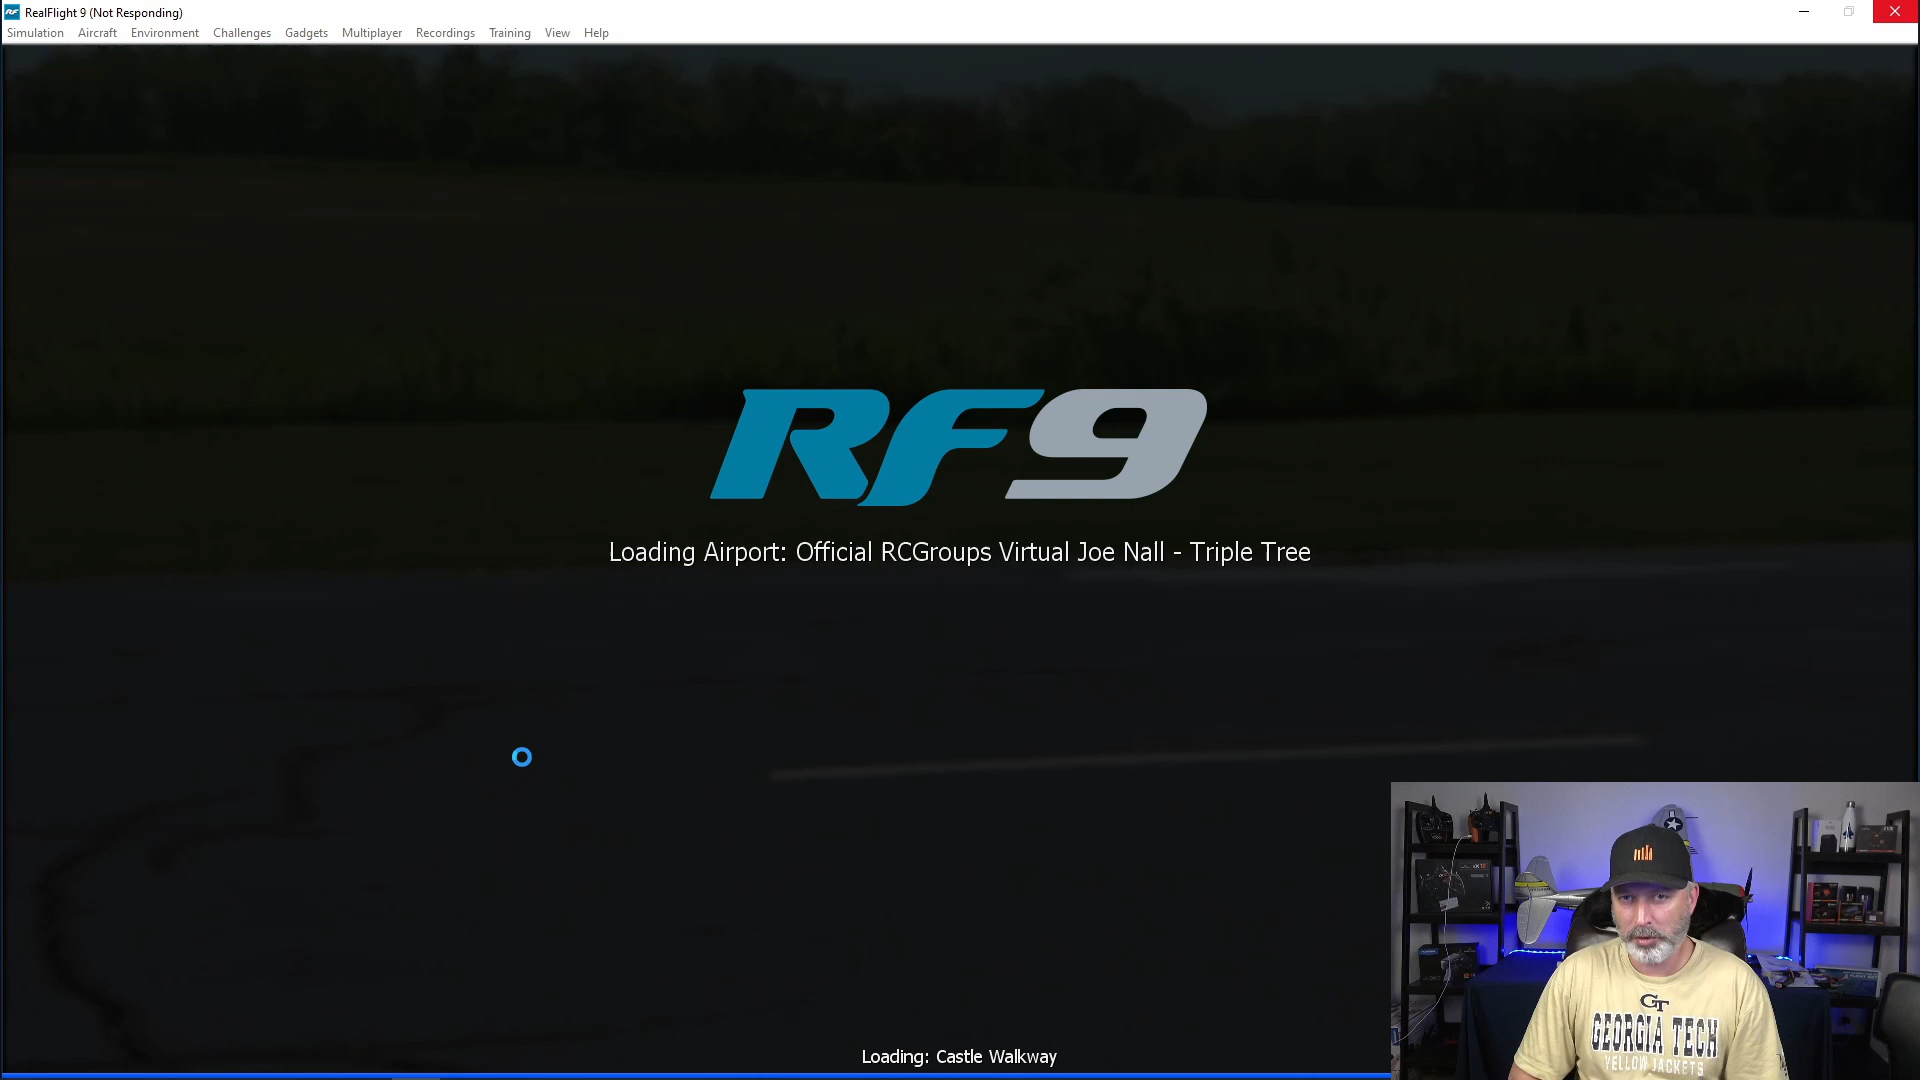 RealFlight 9 (Not Responding)
Simulation Aircraft Environment Challenges Gadgets Multiplayer Recordings Training View Help
RF9
Loading Airport: Official RCGroups Virtual Joe Nall - Triple Tree
Loading: Castle Walkway
GT
GEORGIA TECH
YELLOW JACKETS